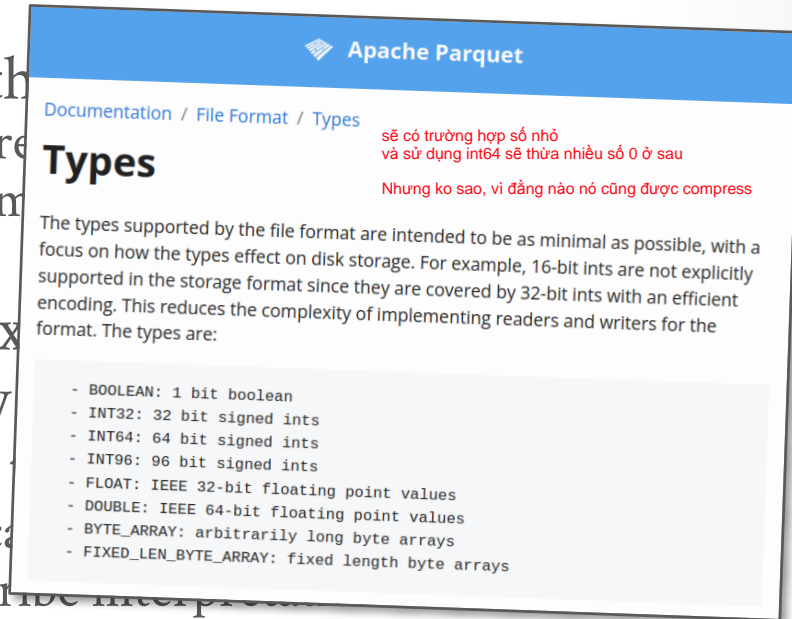 Apache Parquet
Documentation / File Format / Types
sẽ có trường hợp số nhỏ
và sử dụng int64 sẽ thừa nhiều số 0 ở sau
Types
Nhưng ko sao, vì đằng nào nó cũng được compress
The types supported by the file format are intended to be as minimal as possible, with a
focus on how the types effect on disk storage. For example, 16-bit ints are not explicitly
supported in the storage format since they are covered by 32-bit ints with an efficient
encoding. This reduces the complexity of implementing readers and writers for the
format. The types are:
- BOOLEAN: 1 bit boolean
- INT32: 32 bit signed ints
- INT64: 64 bit signed ints
- INT96: 96 bit signed ints
- FLOAT: IEEE 32-bit floating point values
- DOUBLE: IEEE 64-bit floating point values
- BYTE_ARRAY: arbitrarily long byte arrays
- FIXED_LEN_BYTE_ARRAY: fixed length byte arrays